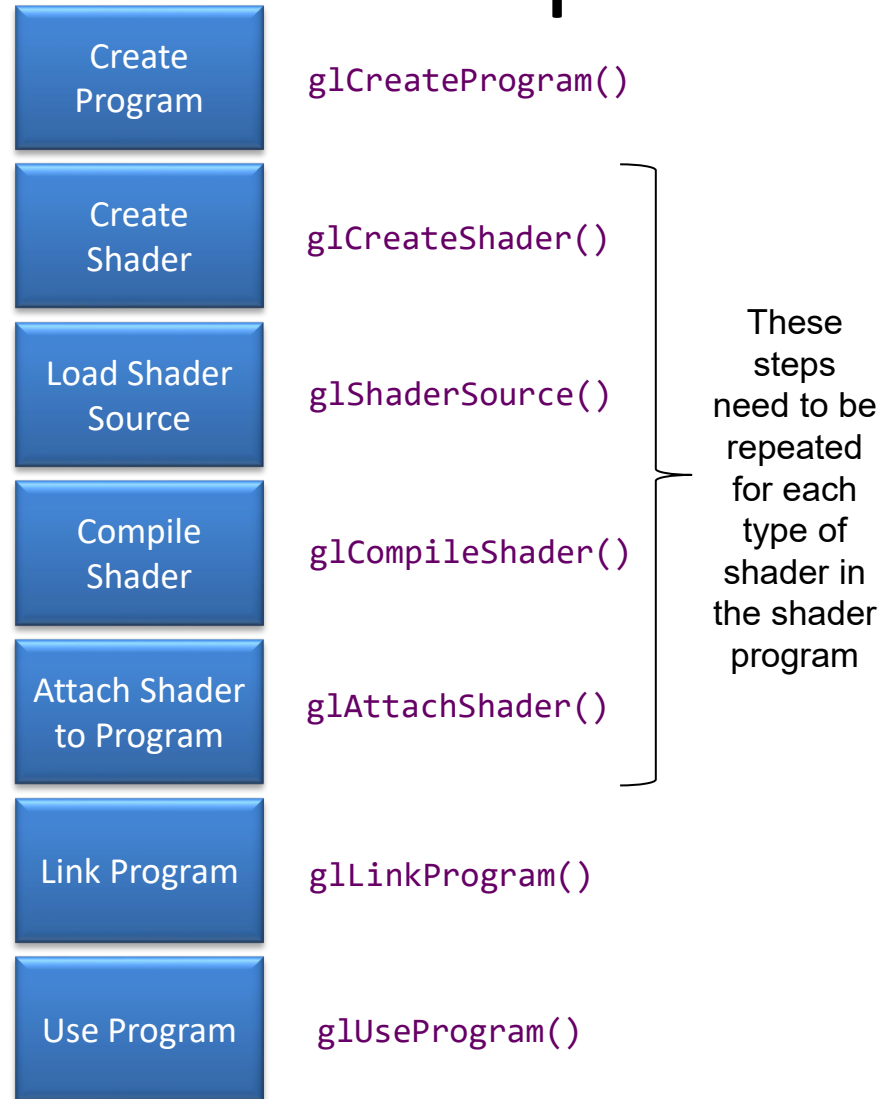 Create
Program
glCreateProgram()
Create
Shader
glCreateShader()
Load Shader
Source
glShaderSource()
Compile
Shader
glCompileShader()
Attach Shader
to Program
glAttachShader()
These
steps
need to be
repeated
for each
type of
shader in
the shader
program
Link Program
glLinkProgram()
Use Program
glUseProgram()